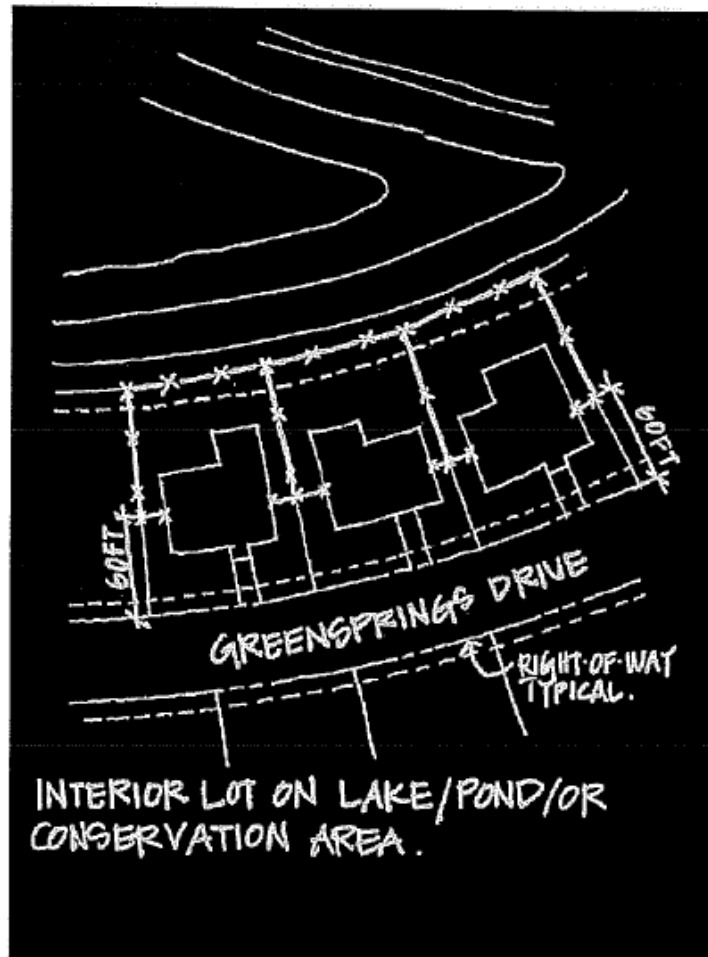 60FT
60FT
GREENSPRINGS DRIVE
RIGHT-OF-WAY
TYPICAL.
INTERIOR LOT ON LAKE/POND/OR
CONSERVATION AREA.